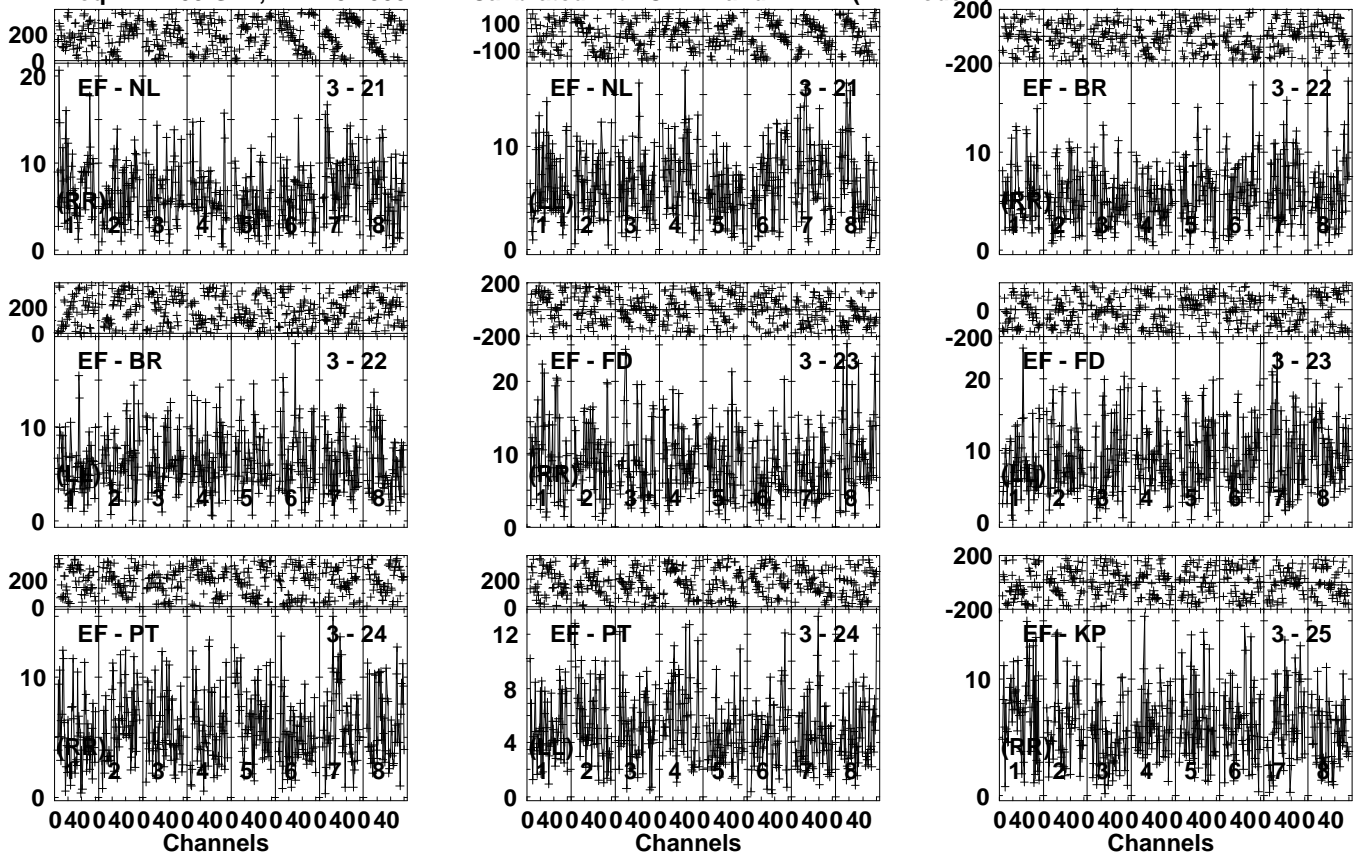 200 0 100 -100 200 -200
20 10 0 EF - NL 3 - 21 (RR) 1 2 3 4 5 6 7 8
10 0 EF - NL 3 - 21 (LL) 1 2 3 4 5 6 7 8
10 0 EF - BR 3 - 22 (RR) 1 2 3 4 5 6 7 8
200 0 200 -200 0 -200
10 0 EF - BR 3 - 22 (LL) 1 2 3 4 5 6 7 8
20 10 0 EF - FD 3 - 23 (RR) 1 2 3 4 5 6 7 8
20 10 0 EF - FD 3 - 23 (LL) 1 2 3 4 5 6 7 8
200 0 200 0 200 -200
10 0 EF - PT 3 - 24 (RR) 1 2 3 4 5 6 7 8
12 8 4 0 EF - PT 3 - 24 (LL) 1 2 3 4 5 6 7 8
10 0 EF - KP 3 - 25 (RR) 1 2 3 4 5 6 7 8
0 40 0 40 0 40 0 40 0 40 0 40 0 40 0 40
0 40 0 40 0 40 0 40 0 40 0 40 0 40 0 40
0 40 0 40 0 40 0 40 0 40 0 40 0 40 0 40
Channels Channels Channels